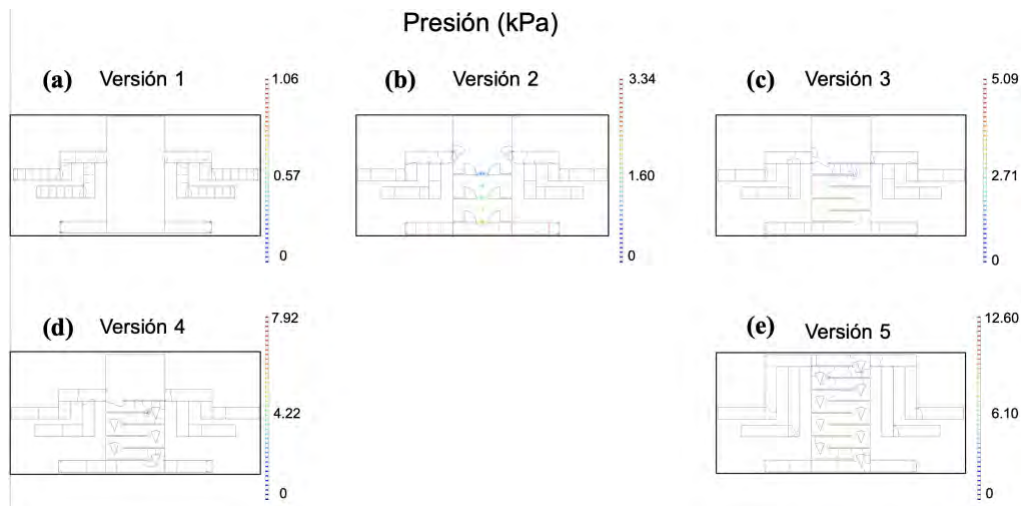 Presión (kPa)
(a) Versión 1
1.06
0.57
0
(b) Versión 2
3.34
1.60
0
(c) Versión 3
5.09
2.71
0
(d) Versión 4
7.92
4.22
0
(e) Versión 5
12.60
6.10
0